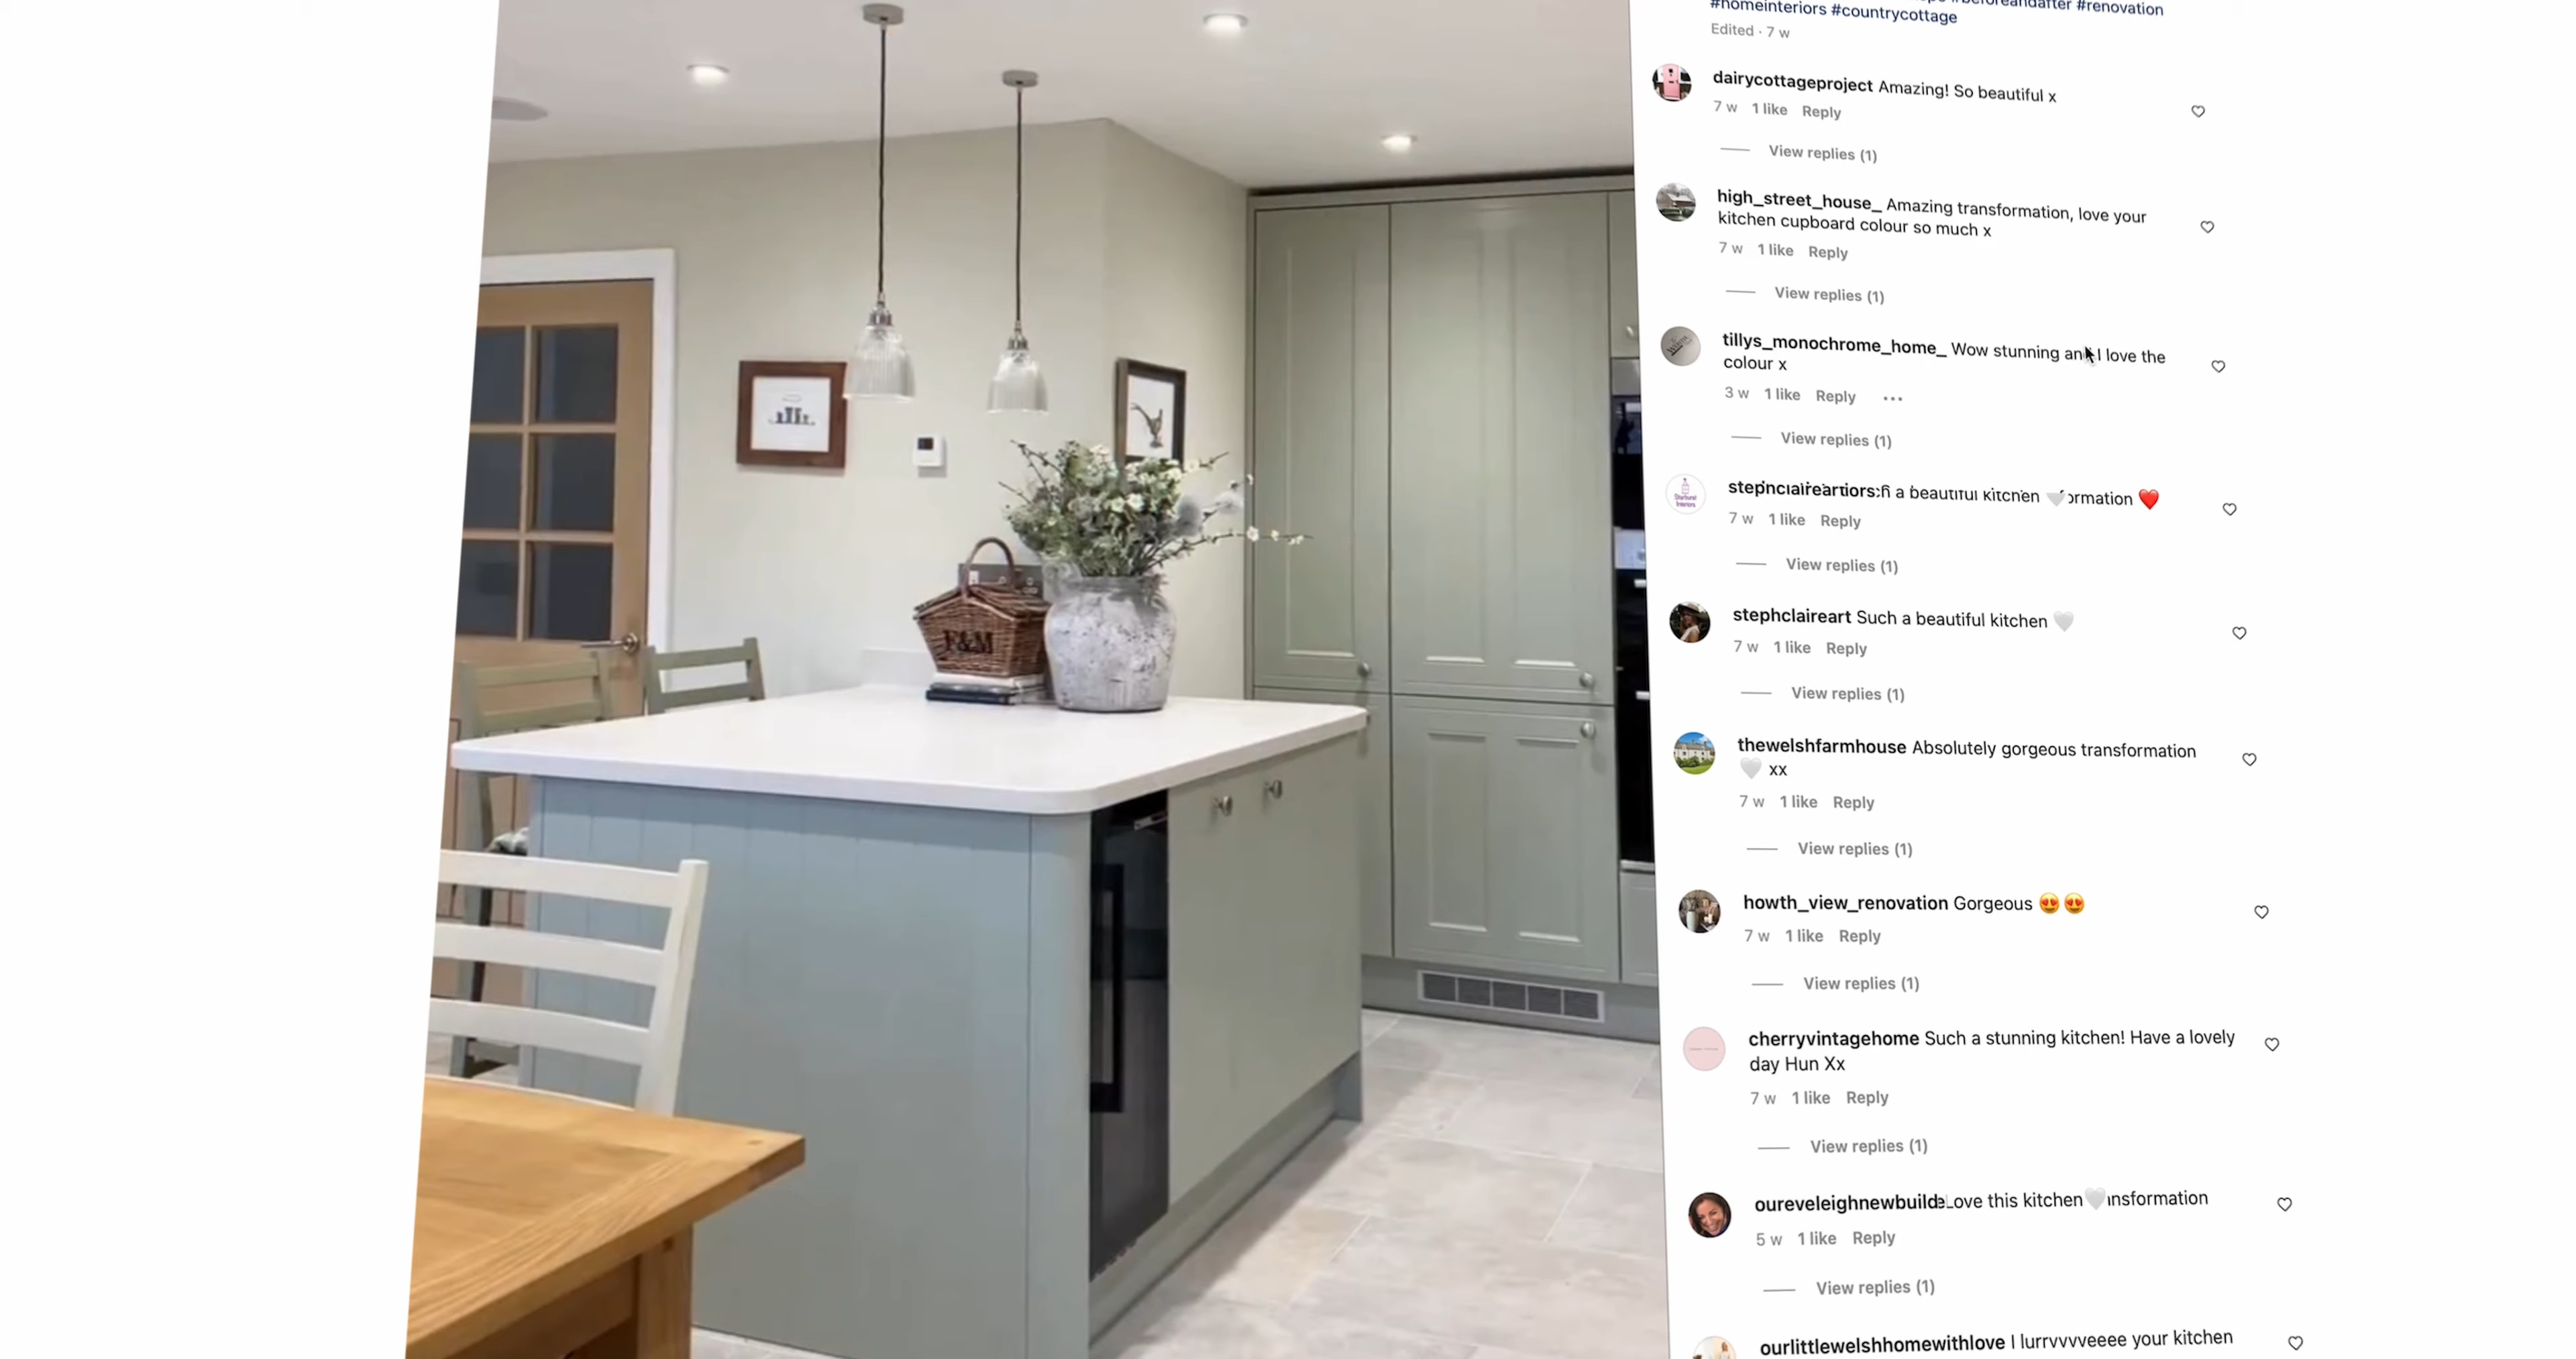 #beforeandafter #renovation
#homeinteriors #countrycottage
Edited · 7 w
dairycottageproject Amazing! So beautiful x
7 w 1 like Reply
View replies (1)
high_street_house_ Amazing transformation, love your
kitchen cupboard colour so much x
7 w 1 like Reply
View replies (1)
tillys_monochrome_home_ Wow stunning and I love the
colour x
3 w 1 like Reply
View replies (1)
a beautiful kitchen 🤍 ❤️
7 w 1 like Reply
View replies (1)
stephclaireart Such a beautiful kitchen 🤍
7 w 1 like Reply
View replies (1)
thewelshfarmhouse Absolutely gorgeous transformation
🤍 xx
7 w 1 like Reply
View replies (1)
howth_view_renovation Gorgeous 😍😍
7 w 1 like Reply
View replies (1)
cherryvintagehome Such a stunning kitchen! Have a lovely
day Hun Xx
7 w 1 like Reply
View replies (1)
oureveleighnewbuild Love this kitchen🤍
5 w 1 like Reply
View replies (1)
ourlittlewelshhomewithlove I lurrvvvveeee your kitchen
F&M